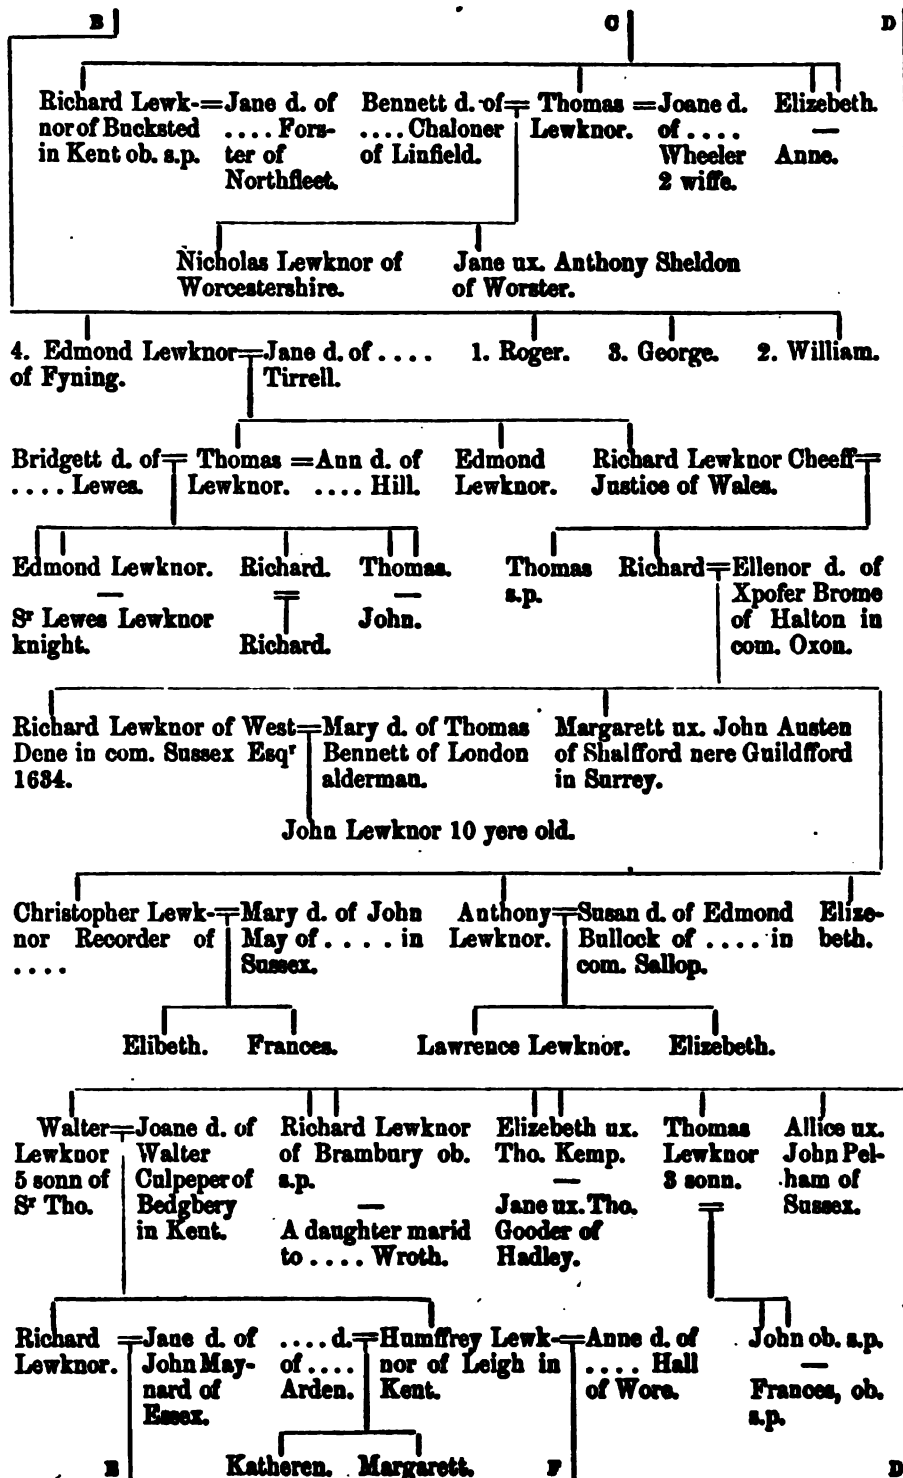 B C D
Richard Lewk-=Jane d. of Bennett d. of= Thomas =Joane d. Elizebeth.
nor of Bucksted .... Fors- .... Chaloner Lewknor. of .... —
in Kent ob. s.p. ter of of Linfield. Wheeler Anne.
Northfleet. 2 wiffe.
Nicholas Lewknor of Jane ux. Anthony Sheldon
Worcestershire. of Worster.
4. Edmond Lewknor=Jane d. of .... 1. Roger. 3. George. 2. William.
of Fyning. Tirrell.
Bridgett d. of= Thomas =Ann d. of Edmond Richard Lewknor Cheeff=
.... Lewes. Lewknor. .... Hill. Lewknor. Justice of Wales.
Edmond Lewknor. Richard. Thomas. Thomas Richard=Ellenor d. of
— = — s.p. Xpofer Brome
Sr Lewes Lewknor John. of Halton in
knight. Richard. com. Oxon.
Richard Lewknor of West=Mary d. of Thomas Margarett ux. John Austen
Dene in com. Sussex Esqr Bennett of London of Shalfford nere Guildfford
1634. alderman. in Surrey.
John Lewknor 10 yere old.
Christopher Lewk-=Mary d. of John Anthony=Susan d. of Edmond Elize-
nor Recorder of May of .... in Lewknor. Bullock of .... in beth.
.... Sussex. com. Sallop.
Elibeth. Frances. Lawrence Lewknor. Elizebeth.
Walter=Joane d. of Richard Lewknor Elizebeth ux. Thomas Allice ux.
Lewknor Walter of Brambury ob. Tho. Kemp. Lewknor John Pel-
5 sonn of Culpeper of s.p. — 3 sonn. ham of
Sr Tho. Bedgbery — Jane ux. Tho. = Sussex.
in Kent. A daughter marid Gooder of
to .... Wroth. Hadley.
Richard =Jane d. of .... d.=Humffrey Lewk-=Anne d. of John ob. s.p.
Lewknor. John May- of .... nor of Leigh in .... Hall —
nard of Arden. Kent. of Wore. Frances, ob.
Essex. s.p.
E Katheren. Margarett. F D